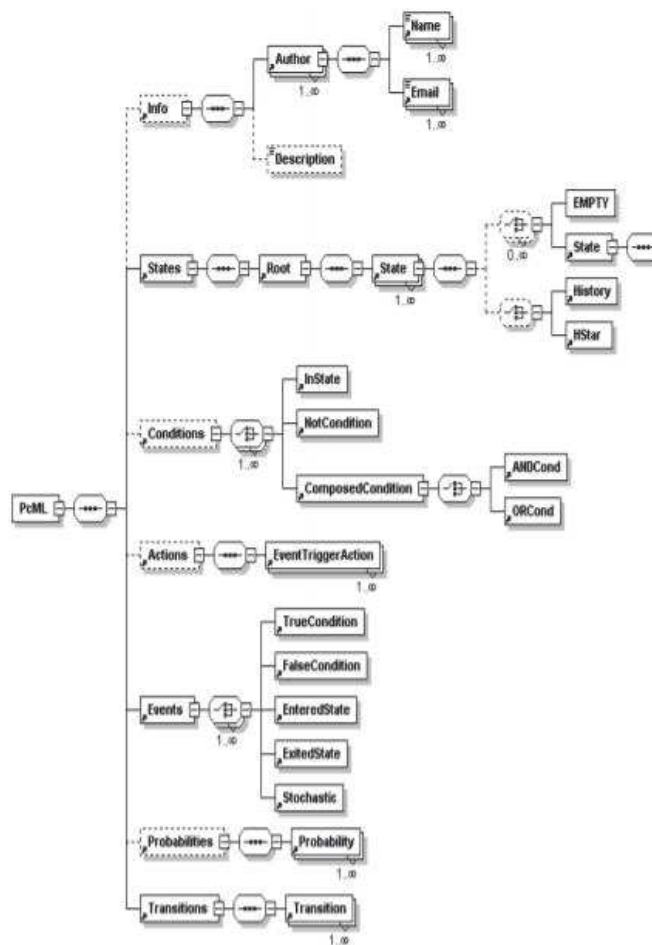 Name
1..∞
Author
1..∞
Email
1..∞
Info
Description
EMPTY
State
0..∞
States
Root
State
1..∞
History
HStar
InState
NotCondition
Conditions
1..∞
ComposedCondition
ANDCond
ORCond
PcML
Actions
EventTriggerAction
1..∞
TrueCondition
FalseCondition
Events
EnteredState
1..∞
ExitedState
Stochastic
Probabilities
Probability
1..∞
Transitions
Transition
1..∞